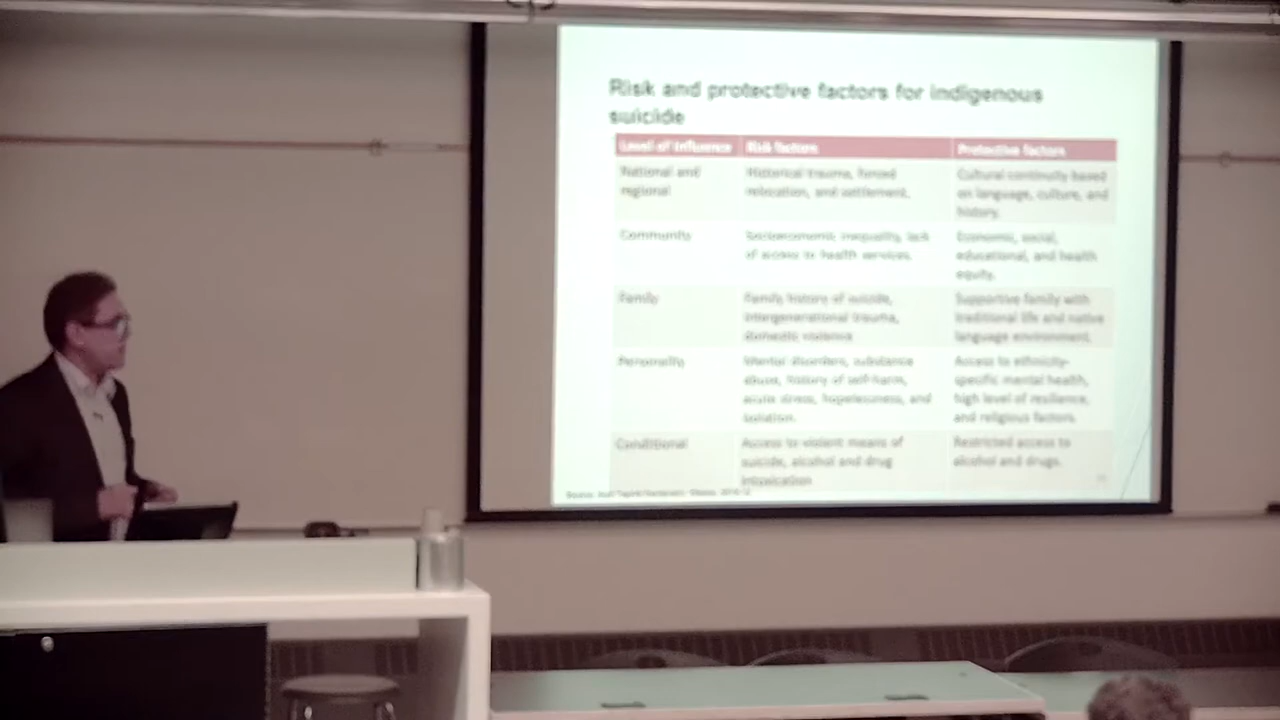 Risk and protective factors for indigenous
suicide
Level of influence
Risk factors
Protective factors
National and
regional
Historical trauma, forced
relocation, and settlement.
Cultural continuity based
on language, culture, and
history.
Community
Socioeconomic inequality, lack
of access to health services.
Economic, social,
educational, and health
equity.
Family
Family history of suicide,
intergenerational trauma,
domestic violence
Supportive family with
traditional life and native
language environment.
Personality
Mental disorders, substance
abuse, history of self-harm,
acute stress, hopelessness, and
isolation.
Access to ethnicity-
specific mental health,
high level of resilience,
and religious factors.
Conditional
Access to violent means of
suicide, alcohol and drug
intoxication
Restricted access to
alcohol and drugs.